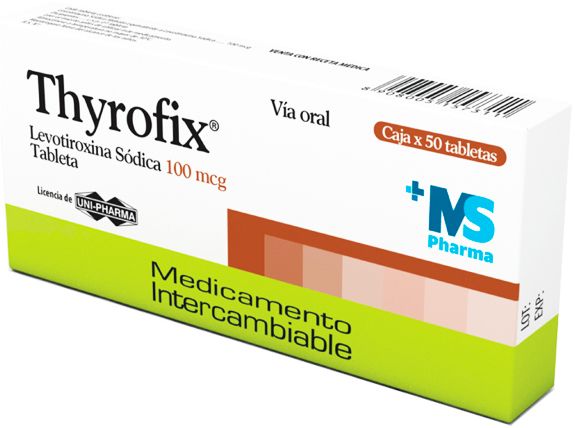 VENTA CON RECETA MÉDICA
Thyrofix®
Levotiroxina Sódica 100 mcg
Tableta
Licencia de UNI-PHARMA
Vía oral
Caja x 50 tabletas
MS
Pharma
Medicamento
Intercambiable
LOT:
EXP: